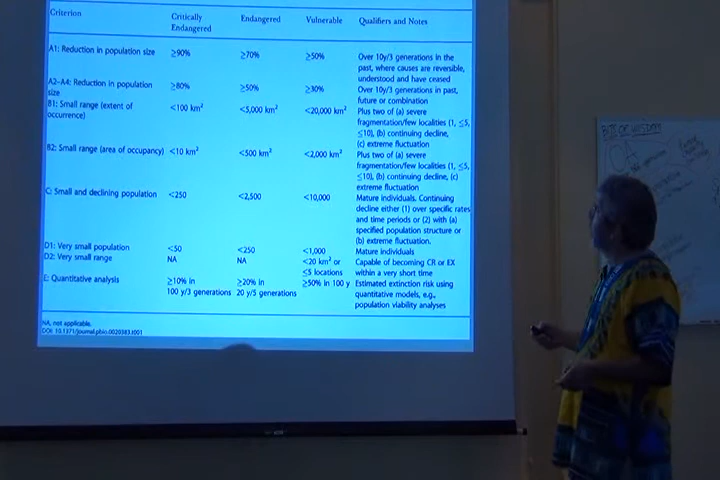 Criterion Critically Endangered Vulnerable Qualifiers and Notes
Endangered
A1: Reduction in population size ≥90% ≥70% ≥50% Over 10y/3 generations in the
past, where causes are reversible,
understood and have ceased
A2-A4: Reduction in population ≥80% ≥50% ≥30% Over 10y/3 generations in past,
size future or combination
B1: Small range (extent of <100 km² <5,000 km² <20,000 km² Plus two of (a) severe
occurrence) fragmentation/few localities (1, ≤5,
≤10), (b) continuing decline,
(c) extreme fluctuation
B2: Small range (area of occupancy) <10 km² <500 km² <2,000 km² Plus two of (a) severe
fragmentation/few localities (1, ≤5,
≤10), (b) continuing decline, (c)
extreme fluctuation
C: Small and declining population <250 <2,500 <10,000 Mature individuals. Continuing
decline either (1) over specific rates
and time periods or (2) with (a)
specified population structure or
(b) extreme fluctuation.
D1: Very small population <50 <250 <1,000 Mature individuals
D2: Very small range NA NA <20 km² or Capable of becoming CR or EX
≤5 locations within a very short time
E: Quantitative analysis ≥10% in ≥20% in ≥50% in 100 y Estimated extinction risk using
100 y/3 generations 20 y/5 generations quantitative models, e.g.,
population viability analyses
NA, not applicable.
DOI: 10.1371/journal.pbio.0020383.t001
BITS OF WISDOM